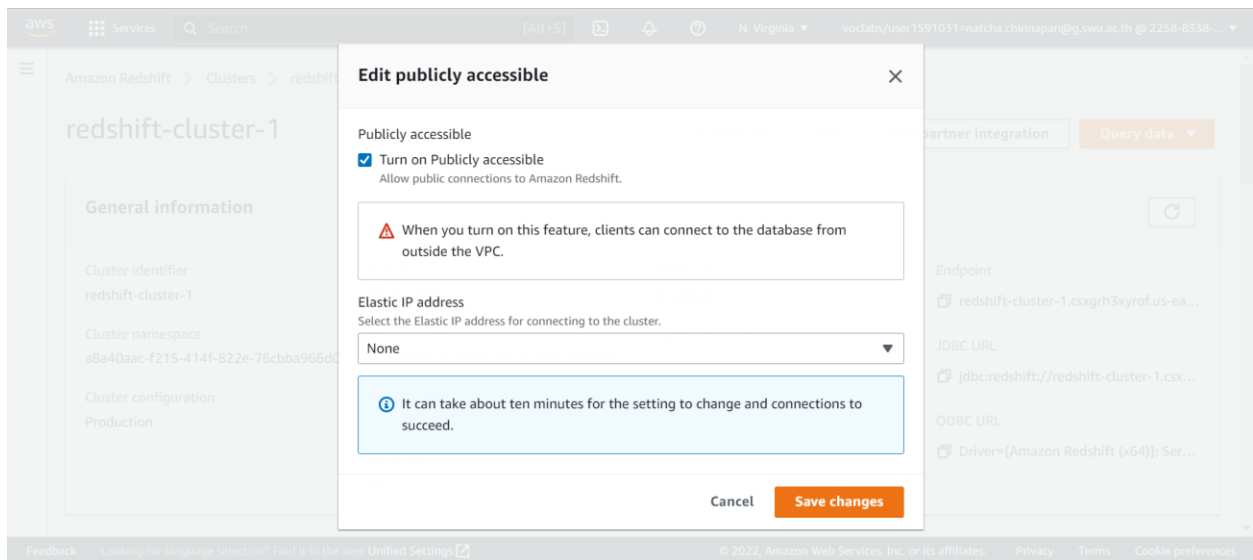 aws
Services
Search
[Alt+S]
N. Virginia
voclabs/user1591031=natcha.chinnapan@g.swu.ac.th @ 2258-8338-...
Amazon Redshift > Clusters > redshift
redshift-cluster-1
partner integration
Query data
General information
Cluster identifier
redshift-cluster-1
Cluster namespace
a8a40aac-f215-414f-822e-76cbba966d0
Cluster configuration
Production
Edit publicly accessible
Publicly accessible
Turn on Publicly accessible
Allow public connections to Amazon Redshift.
When you turn on this feature, clients can connect to the database from
outside the VPC.
Elastic IP address
Select the Elastic IP address for connecting to the cluster.
None
It can take about ten minutes for the setting to change and connections to
succeed.
Cancel
Save changes
Endpoint
redshift-cluster-1.csxgrh3xyrof.us-ea...
JDBC URL
jdbc:redshift://redshift-cluster-1.csx...
ODBC URL
Driver={Amazon Redshift (x64)}; Ser...
Feedback
Looking for language selection? Find it in the new Unified Settings
© 2022, Amazon Web Services, Inc. or its affiliates.
Privacy
Terms
Cookie preferences